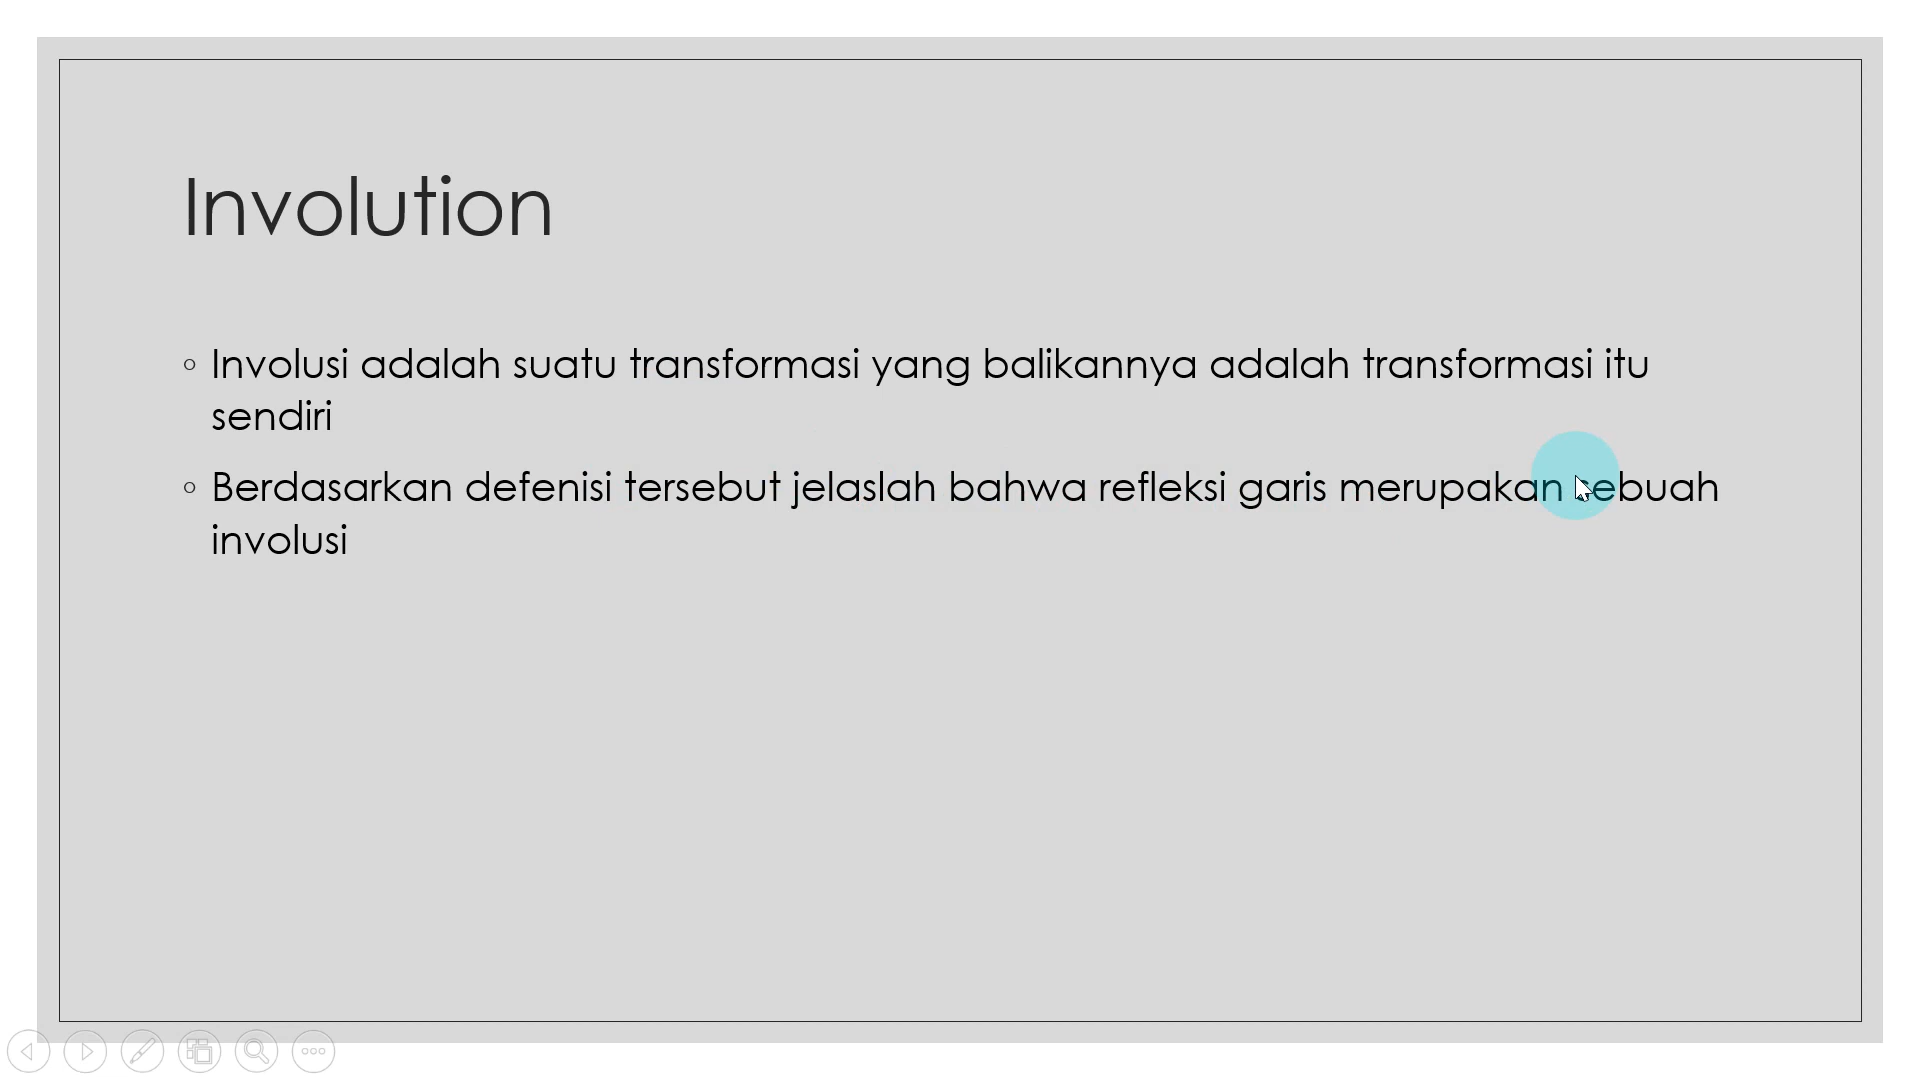 Involution
◦ Involusi adalah suatu transformasi yang balikannya adalah transformasi itu
sendiri
◦ Berdasarkan defenisi tersebut jelaslah bahwa refleksi garis merupakan sebuah
involusi